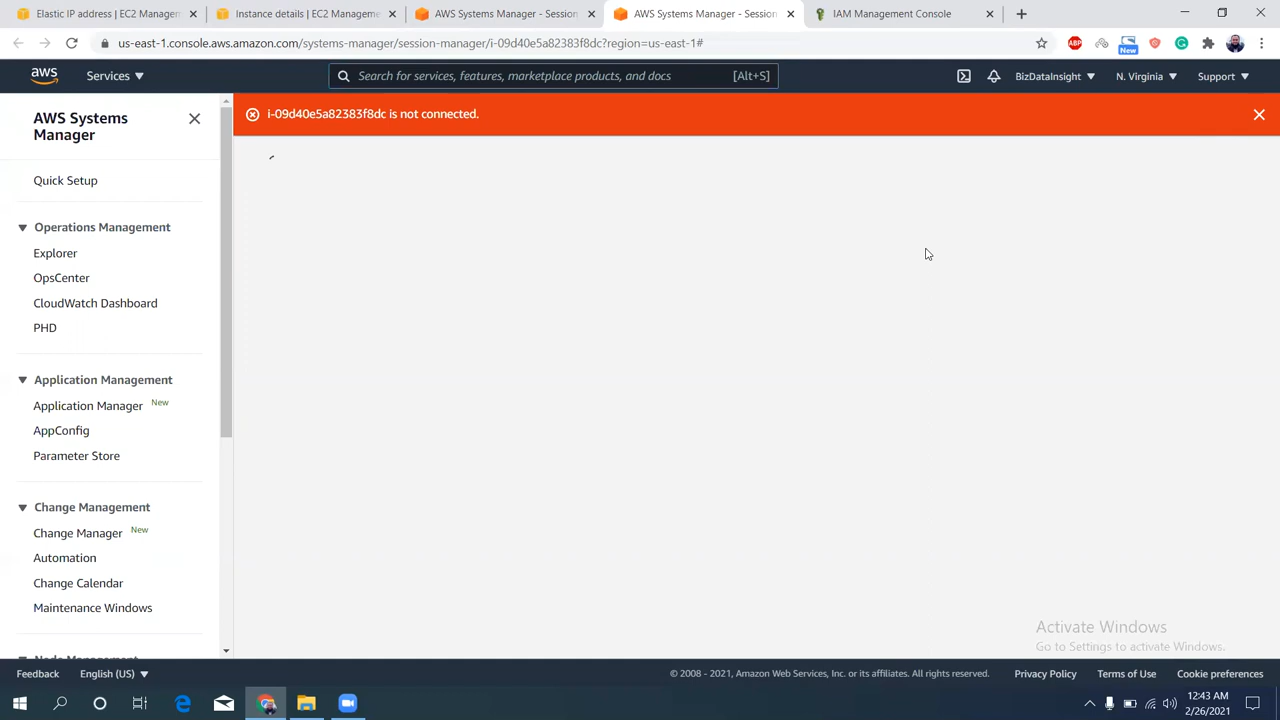 Elastic IP address | EC2 Managem
Instance details | EC2 Manageme
AWS Systems Manager - Session
AWS Systems Manager - Session
IAM Management Console
us-east-1.console.aws.amazon.com/systems-manager/session-manager/i-09d40e5a82383f8dc?region=us-east-1#
ABP
New
aws
Services
Search for services, features, marketplace products, and docs
[Alt+S]
BizDataInsight
N. Virginia
Support
AWS Systems
Manager
i-09d40e5a82383f8dc is not connected.
Quick Setup
Operations Management
Explorer
OpsCenter
CloudWatch Dashboard
PHD
Application Management
Application Manager New
AppConfig
Parameter Store
Change Management
Change Manager New
Automation
Change Calendar
Maintenance Windows
Node Management
Activate Windows
Go to Settings to activate Windows.
Feedback
English (US)
© 2008 - 2021, Amazon Web Services, Inc. or its affiliates. All rights reserved.
Privacy Policy
Terms of Use
Cookie preferences
12:43 AM
2/26/2021